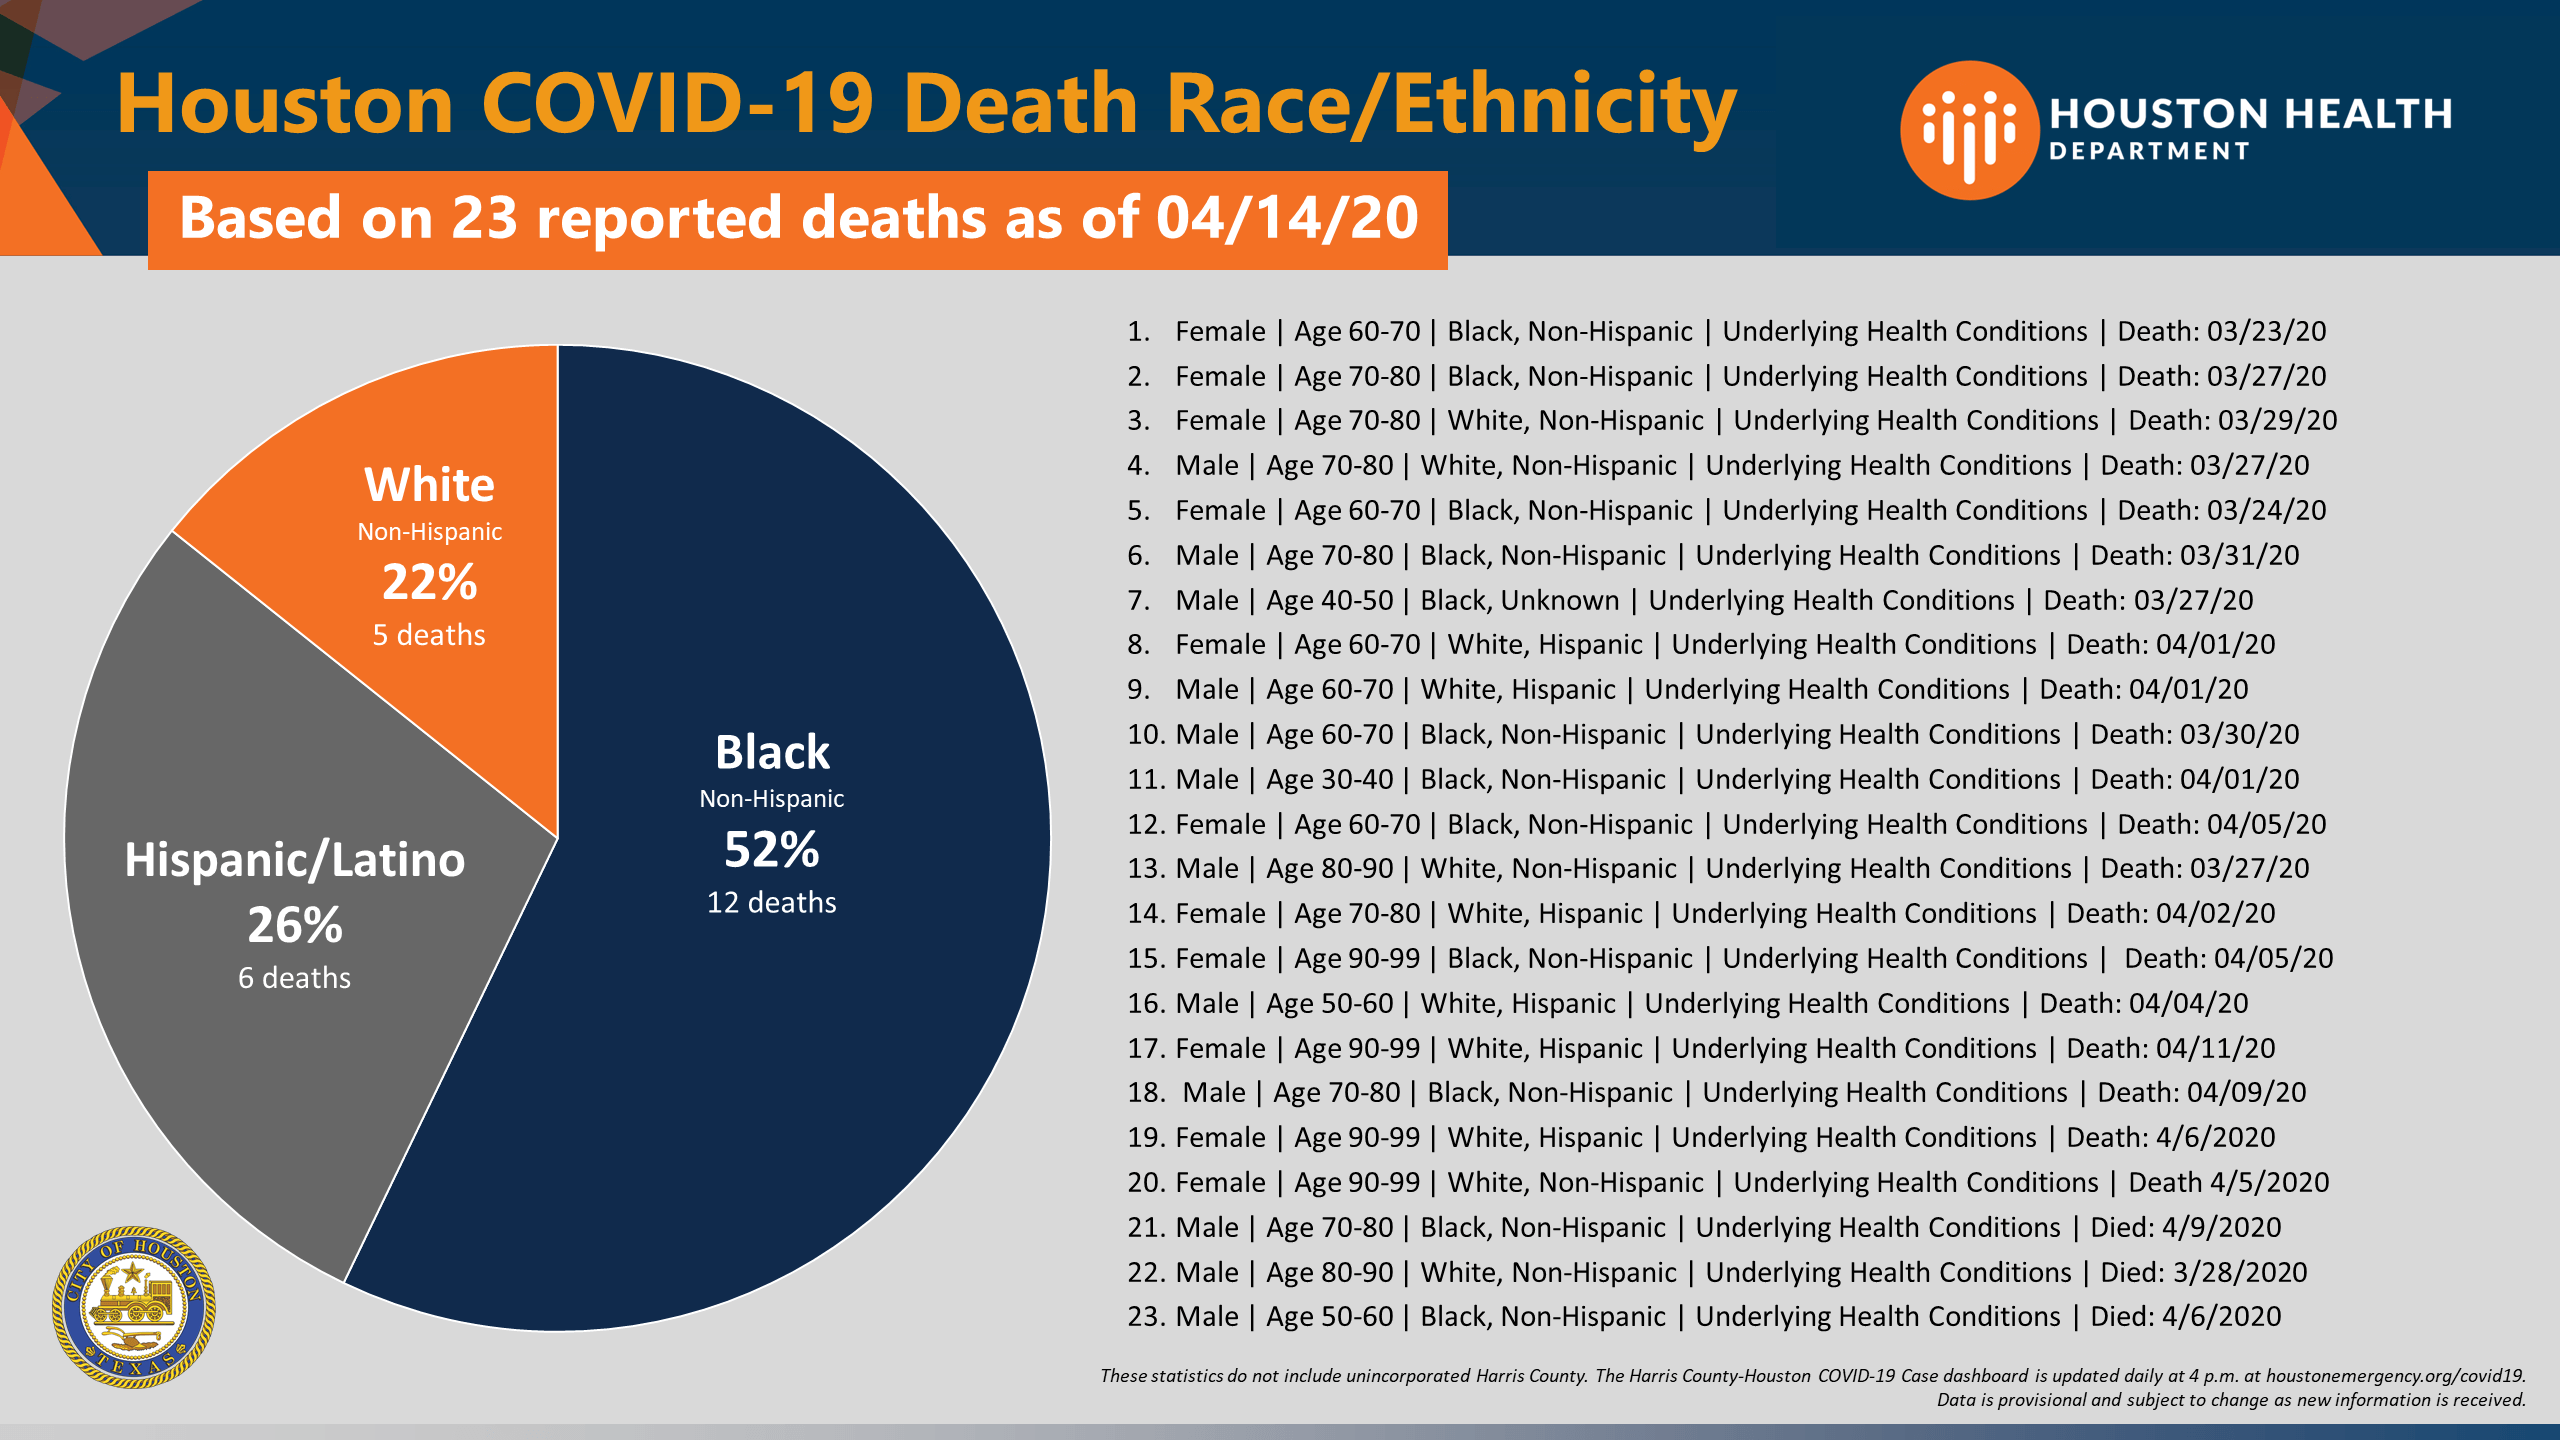 Houston COVID-19 Death Race/Ethnicity
HOUSTON HEALTH
DEPARTMENT
Based on 23 reported deaths as of 04/14/20
White
Non-Hispanic
22%
5 deaths
Black
Non-Hispanic
52%
12 deaths
Hispanic/Latino
26%
6 deaths
1. Female | Age 60-70 | Black, Non-Hispanic | Underlying Health Conditions | Death: 03/23/20
2. Female | Age 70-80 | Black, Non-Hispanic | Underlying Health Conditions | Death: 03/27/20
3. Female | Age 70-80 | White, Non-Hispanic | Underlying Health Conditions | Death: 03/29/20
4. Male | Age 70-80 | White, Non-Hispanic | Underlying Health Conditions | Death: 03/27/20
5. Female | Age 60-70 | Black, Non-Hispanic | Underlying Health Conditions | Death: 03/24/20
6. Male | Age 70-80 | Black, Non-Hispanic | Underlying Health Conditions | Death: 03/31/20
7. Male | Age 40-50 | Black, Unknown | Underlying Health Conditions | Death: 03/27/20
8. Female | Age 60-70 | White, Hispanic | Underlying Health Conditions | Death: 04/01/20
9. Male | Age 60-70 | White, Hispanic | Underlying Health Conditions | Death: 04/01/20
10. Male | Age 60-70 | Black, Non-Hispanic | Underlying Health Conditions | Death: 03/30/20
11. Male | Age 30-40 | Black, Non-Hispanic | Underlying Health Conditions | Death: 04/01/20
12. Female | Age 60-70 | Black, Non-Hispanic | Underlying Health Conditions | Death: 04/05/20
13. Male | Age 80-90 | White, Non-Hispanic | Underlying Health Conditions | Death: 03/27/20
14. Female | Age 70-80 | White, Hispanic | Underlying Health Conditions | Death: 04/02/20
15. Female | Age 90-99 | Black, Non-Hispanic | Underlying Health Conditions | Death: 04/05/20
16. Male | Age 50-60 | White, Hispanic | Underlying Health Conditions | Death: 04/04/20
17. Female | Age 90-99 | White, Hispanic | Underlying Health Conditions | Death: 04/11/20
18. Male | Age 70-80 | Black, Non-Hispanic | Underlying Health Conditions | Death: 04/09/20
19. Female | Age 90-99 | White, Hispanic | Underlying Health Conditions | Death: 4/6/2020
20. Female | Age 90-99 | White, Non-Hispanic | Underlying Health Conditions | Death 4/5/2020
21. Male | Age 70-80 | Black, Non-Hispanic | Underlying Health Conditions | Died: 4/9/2020
22. Male | Age 80-90 | White, Non-Hispanic | Underlying Health Conditions | Died: 3/28/2020
23. Male | Age 50-60 | Black, Non-Hispanic | Underlying Health Conditions | Died: 4/6/2020
CITY OF HOUSTON
TEXAS
These statistics do not include unincorporated Harris County. The Harris County-Houston COVID-19 Case dashboard is updated daily at 4 p.m. at houstonemergency.org/covid19.
Data is provisional and subject to change as new information is received.